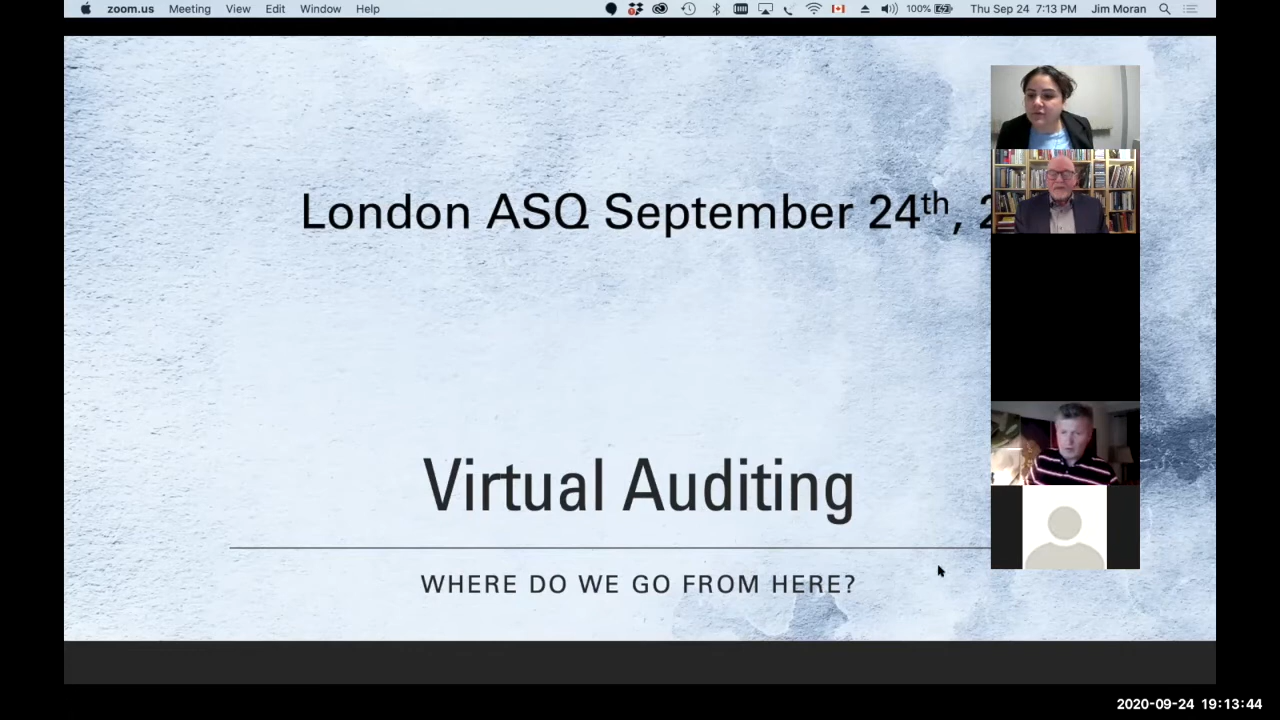 zoom.us Meeting View Edit Window Help 100% Thu Sep 24 7:13 PM Jim Moran
London ASQ September 24th, 2
Virtual Auditing
WHERE DO WE GO FROM HERE?
2020-09-24 19:13:44